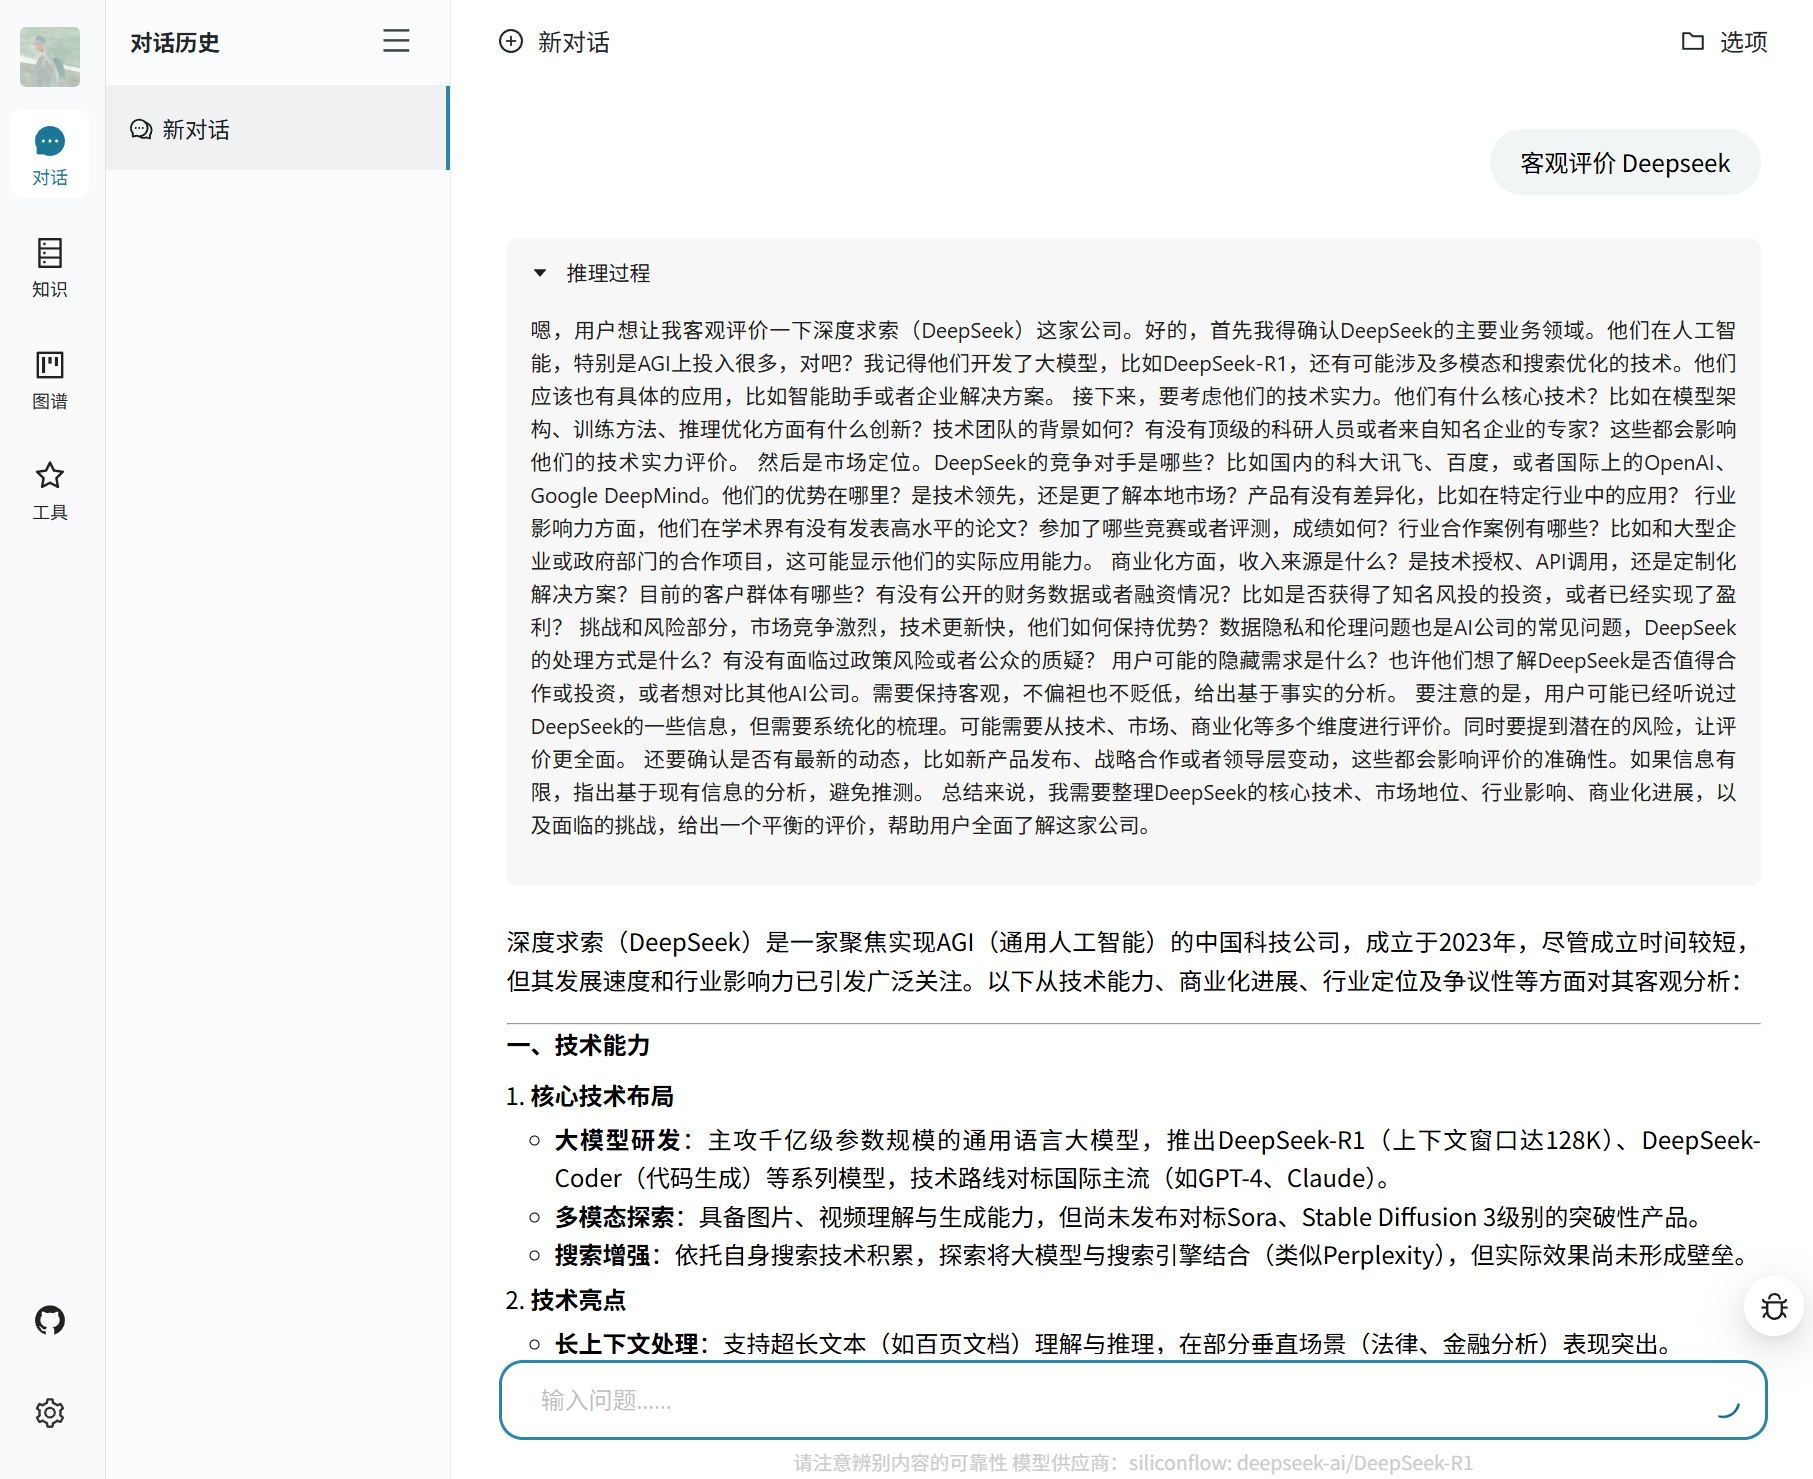 对话历史
新对话
选项
对话
新对话
知识
图谱
工具
客观评价 Deepseek
推理过程
嗯，用户想让我客观评价一下深度求索（DeepSeek）这家公司。好的，首先我得确认DeepSeek的主要业务领域。他们在人工智
能，特别是AGI上投入很多，对吧？我记得他们开发了大模型，比如DeepSeek-R1，还有可能涉及多模态和搜索优化的技术。他们
应该也有具体的应用，比如智能助手或者企业解决方案。 接下来，要考虑他们的技术实力。他们有什么核心技术？比如在模型架
构、训练方法、推理优化方面有什么创新？技术团队的背景如何？有没有顶级的科研人员或者来自知名企业的专家？这些都会影响
他们的技术实力评价。 然后是市场定位。DeepSeek的竞争对手是哪些？比如国内的科大讯飞、百度，或者国际上的OpenAI、
Google DeepMind。他们的优势在哪里？是技术领先，还是更了解本地市场？产品有没有差异化，比如在特定行业中的应用？ 行业
影响力方面，他们在学术界有没有发表高水平的论文？参加了哪些竞赛或者评测，成绩如何？行业合作案例有哪些？比如和大型企
业或政府部门的合作项目，这可能显示他们的实际应用能力。 商业化方面，收入来源是什么？是技术授权、API调用，还是定制化
解决方案？目前的客户群体有哪些？有没有公开的财务数据或者融资情况？比如是否获得了知名风投的投资，或者已经实现了盈
利？ 挑战和风险部分，市场竞争激烈，技术更新快，他们如何保持优势？数据隐私和伦理问题也是AI公司的常见问题，DeepSeek
的处理方式是什么？有没有面临过政策风险或者公众的质疑？ 用户可能的隐藏需求是什么？也许他们想了解DeepSeek是否值得合
作或投资，或者想对比其他AI公司。需要保持客观，不偏袒也不贬低，给出基于事实的分析。 要注意的是，用户可能已经听说过
DeepSeek的一些信息，但需要系统化的梳理。可能需要从技术、市场、商业化等多个维度进行评价。同时要提到潜在的风险，让评
价更全面。 还要确认是否有最新的动态，比如新产品发布、战略合作或者领导层变动，这些都会影响评价的准确性。如果信息有
限，指出基于现有信息的分析，避免推测。 总结来说，我需要整理DeepSeek的核心技术、市场地位、行业影响、商业化进展，以
及面临的挑战，给出一个平衡的评价，帮助用户全面了解这家公司。
深度求索（DeepSeek）是一家聚焦实现AGI（通用人工智能）的中国科技公司，成立于2023年，尽管成立时间较短，
但其发展速度和行业影响力已引发广泛关注。以下从技术能力、商业化进展、行业定位及争议性等方面对其客观分析：
一、技术能力
1. 核心技术布局
大模型研发：主攻千亿级参数规模的通用语言大模型，推出DeepSeek-R1（上下文窗口达128K）、DeepSeek-
Coder（代码生成）等系列模型，技术路线对标国际主流（如GPT-4、Claude）。
多模态探索：具备图片、视频理解与生成能力，但尚未发布对标Sora、Stable Diffusion 3级别的突破性产品。
搜索增强：依托自身搜索技术积累，探索将大模型与搜索引擎结合（类似Perplexity），但实际效果尚未形成壁垒。
2. 技术亮点
长上下文处理：支持超长文本（如百页文档）理解与推理，在部分垂直场景（法律、金融分析）表现突出。
输入问题……
请注意辨别内容的可靠性 模型供应商：siliconflow: deepseek-ai/DeepSeek-R1